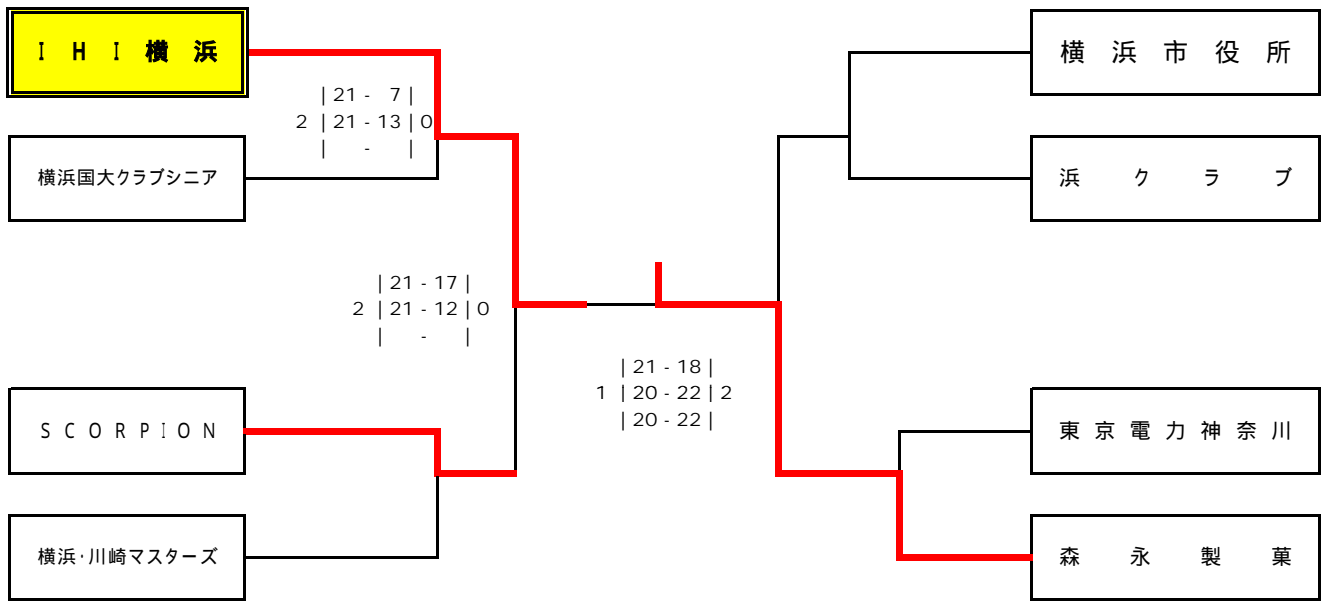 ＩＨＩ横浜
横浜市役所
|21 - 7|
2 |21 - 13|0
| - |
横浜国大クラブシニア
浜クラブ
|21 - 17|
2 |21 - 12|0
| - |
|21 - 18|
1 |20 - 22|2
|20 - 22|
ＳＣＯＲＰＩＯＮ
東京電力神奈川
横浜・川崎マスターズ
森永製菓